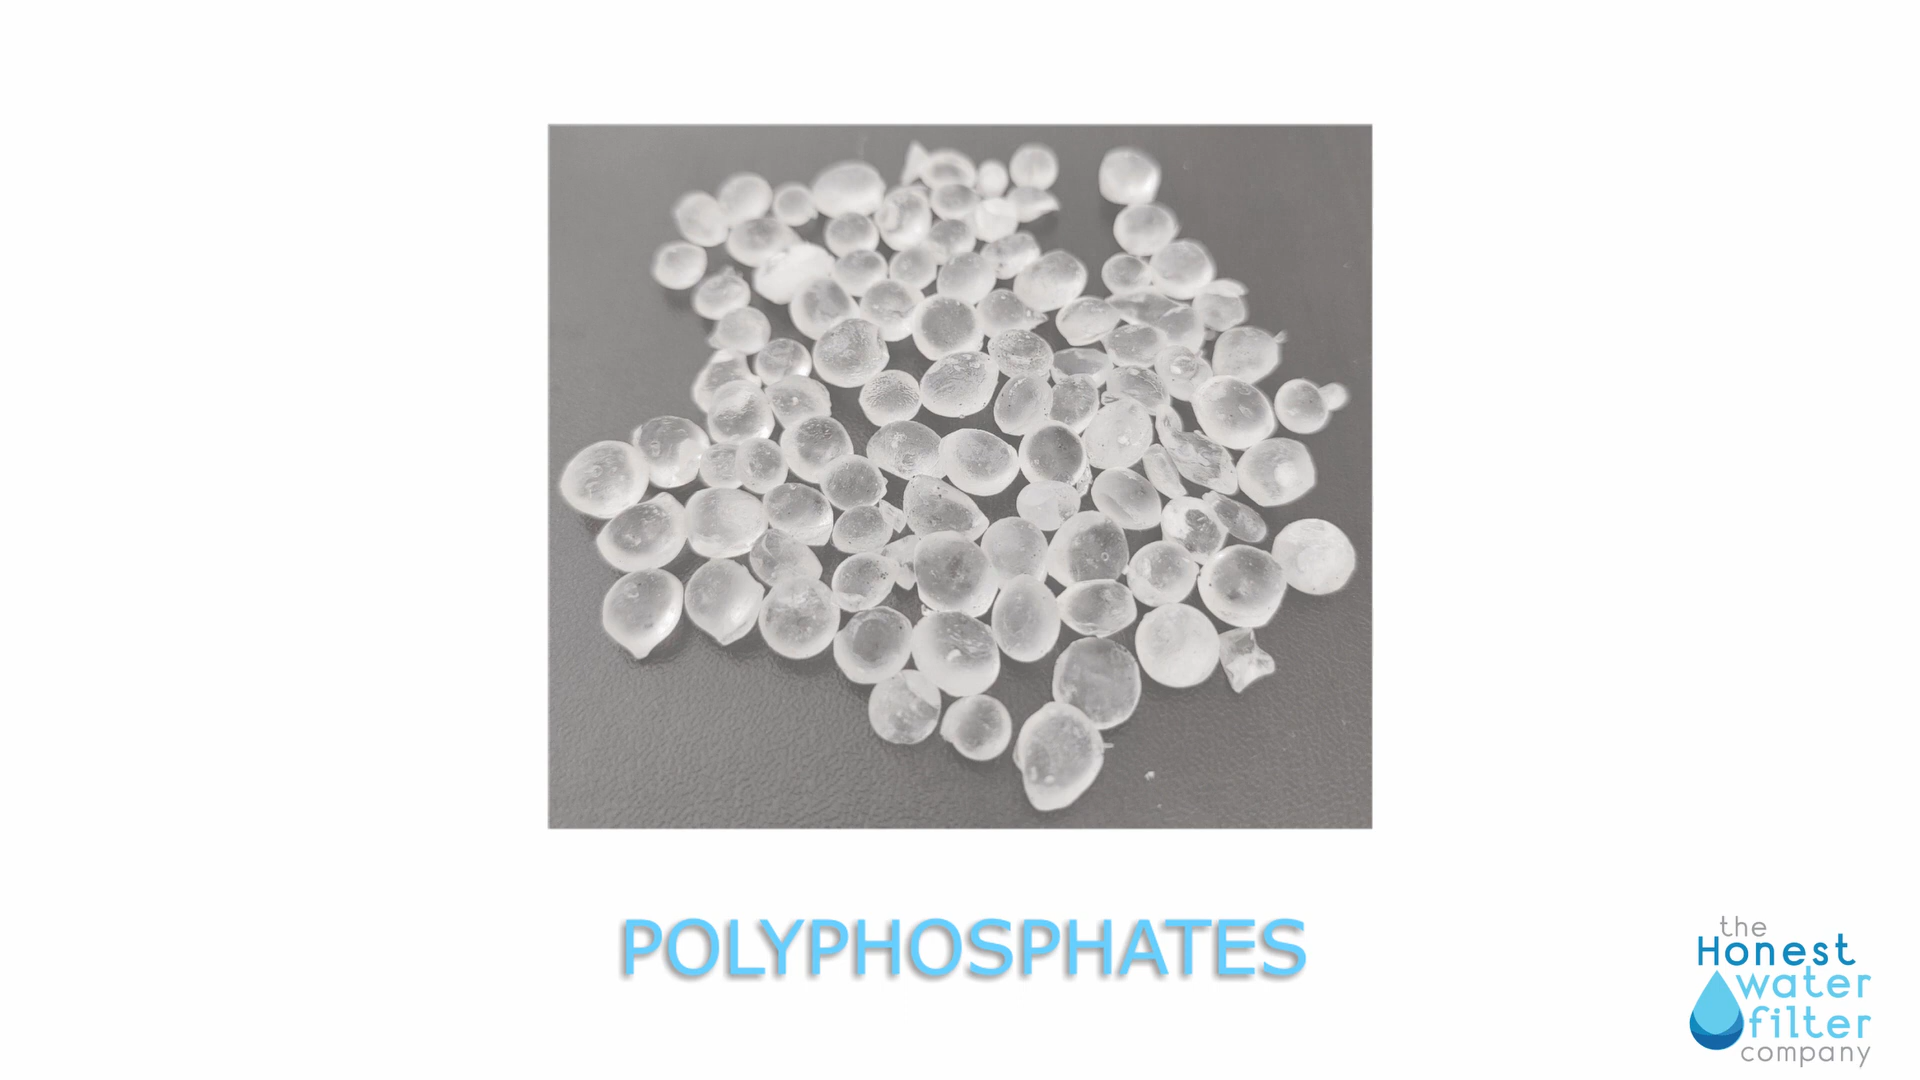 POLYPHOSPHATES
the
Honest
water
filter
company